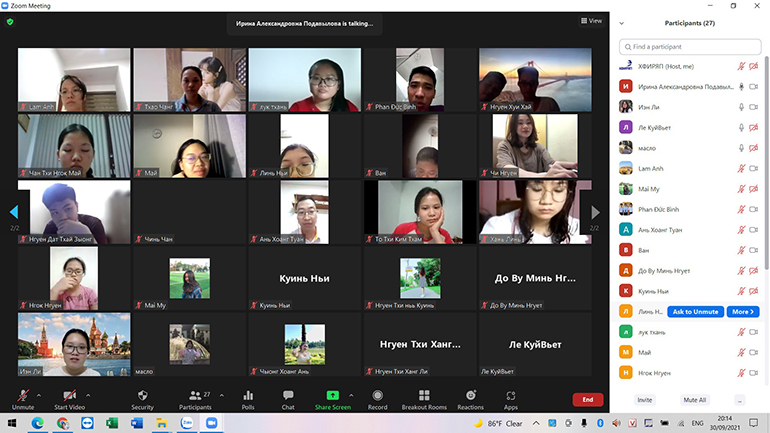 Zoom Meeting
Ирина Александровна Подавылова is talking...
View
Lam Anh
Тхао Чанг
лук тхань
Phan Đức Bình
Нгуен Хуи Хай
Чан Тхи Нгок Май
Май
Линь Ньи
Ван
Чи Нгуен
Нгуен Дат Тхай Зыонг
Чинь Чан
Ань Хоанг Туан
То Тхи Ким Тхам
Хань Линь
2/2
2/2
Нгок Нгуен
Mai My
Куинь Ньи
Куинь Ньи
Нгуен Тхи ньы Куинь
До Ву Минь Нг...
До Ву Минь Нгует
Иэн Ли
масло
Чыонг Хоанг Ань
Нгуен Тхи Ханг...
Нгуен Тхи Ханг Ли
Ле КуйВьет
Ле КуйВьет
Unmute
Start Video
Security
27
Participants
Polls
Chat
Share Screen
Record
Breakout Rooms
Reactions
Apps
End
Participants (27)
Find a participant
ХФИРЯП (Host, me)
И
Ирина Александровна Подавыл...
И
Иэн Ли
Л
Ле КуйВьет
масло
Lam Anh
Mai My
Phan Đức Bình
А
Ань Хоанг Туан
В
Ван
Д
До Ву Минь Нгует
К
Куинь Ньи
Л
Линь Н...
Ask to Unmute
More
л
лук тхань
М
Май
Н
Нгок Нгуен
Invite
Mute All
...
86°F Clear
ENG
20:14
30/09/2021